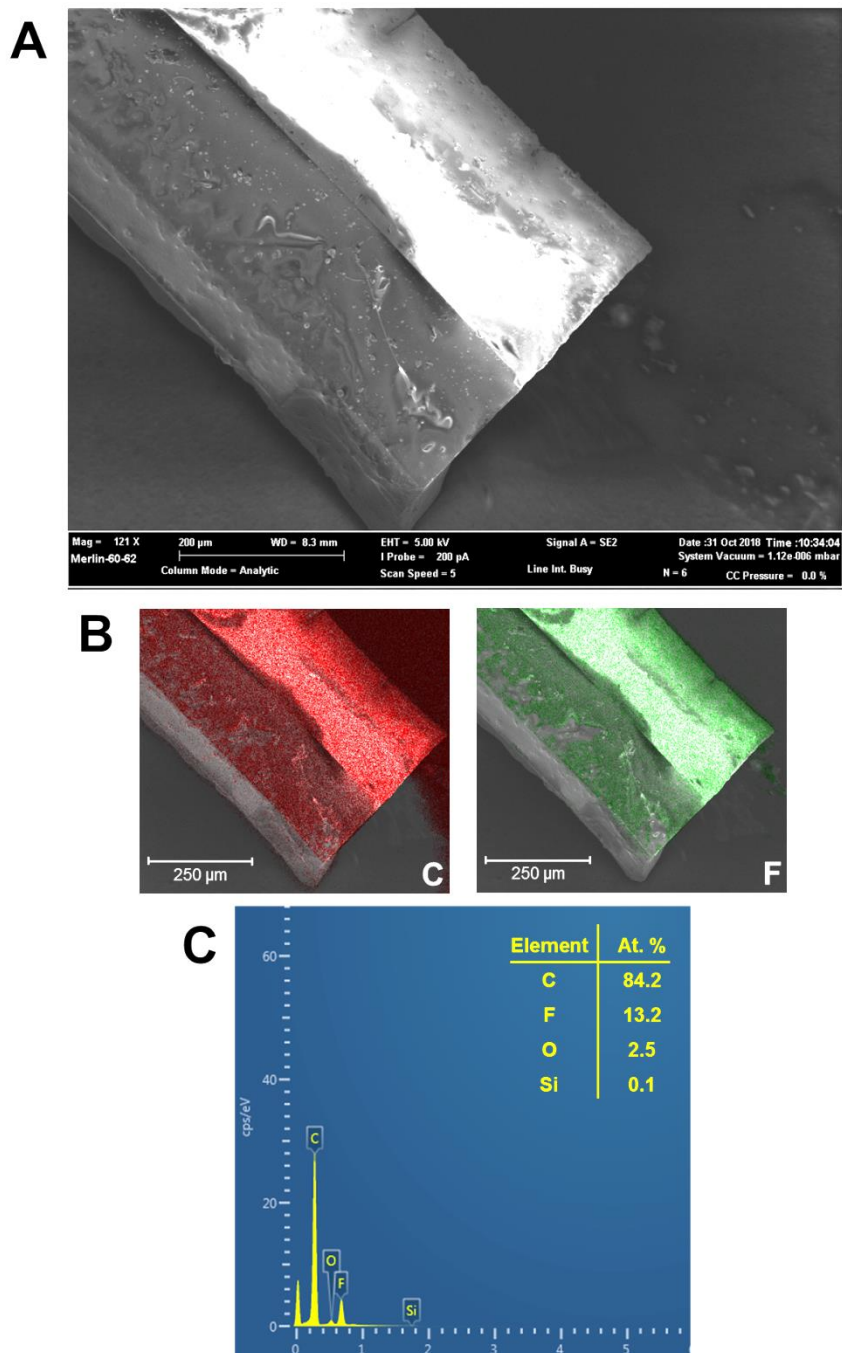 A
Mag = 121 X 200 µm WD = 8.3 mm EHT = 5.00 kV Signal A = SE2 Date :31 Oct 2018 Time :10:34:04
Merlin-60-62 I Probe = 200 pA System Vacuum = 1.12e-006 mbar
Column Mode = Analytic Scan Speed = 5 Line Int. Busy N = 6 CC Pressure = 0.0 %
B
250 µm C
250 µm F
C
Element At. %
C 84.2
F 13.2
O 2.5
Si 0.1
60
40
cps/eV
20
C
O
F
Si
0
0 1 2 3 4 5